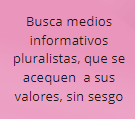 Busca medios
informativos
pluralistas, que se
acequen a sus
valores, sin sesgo